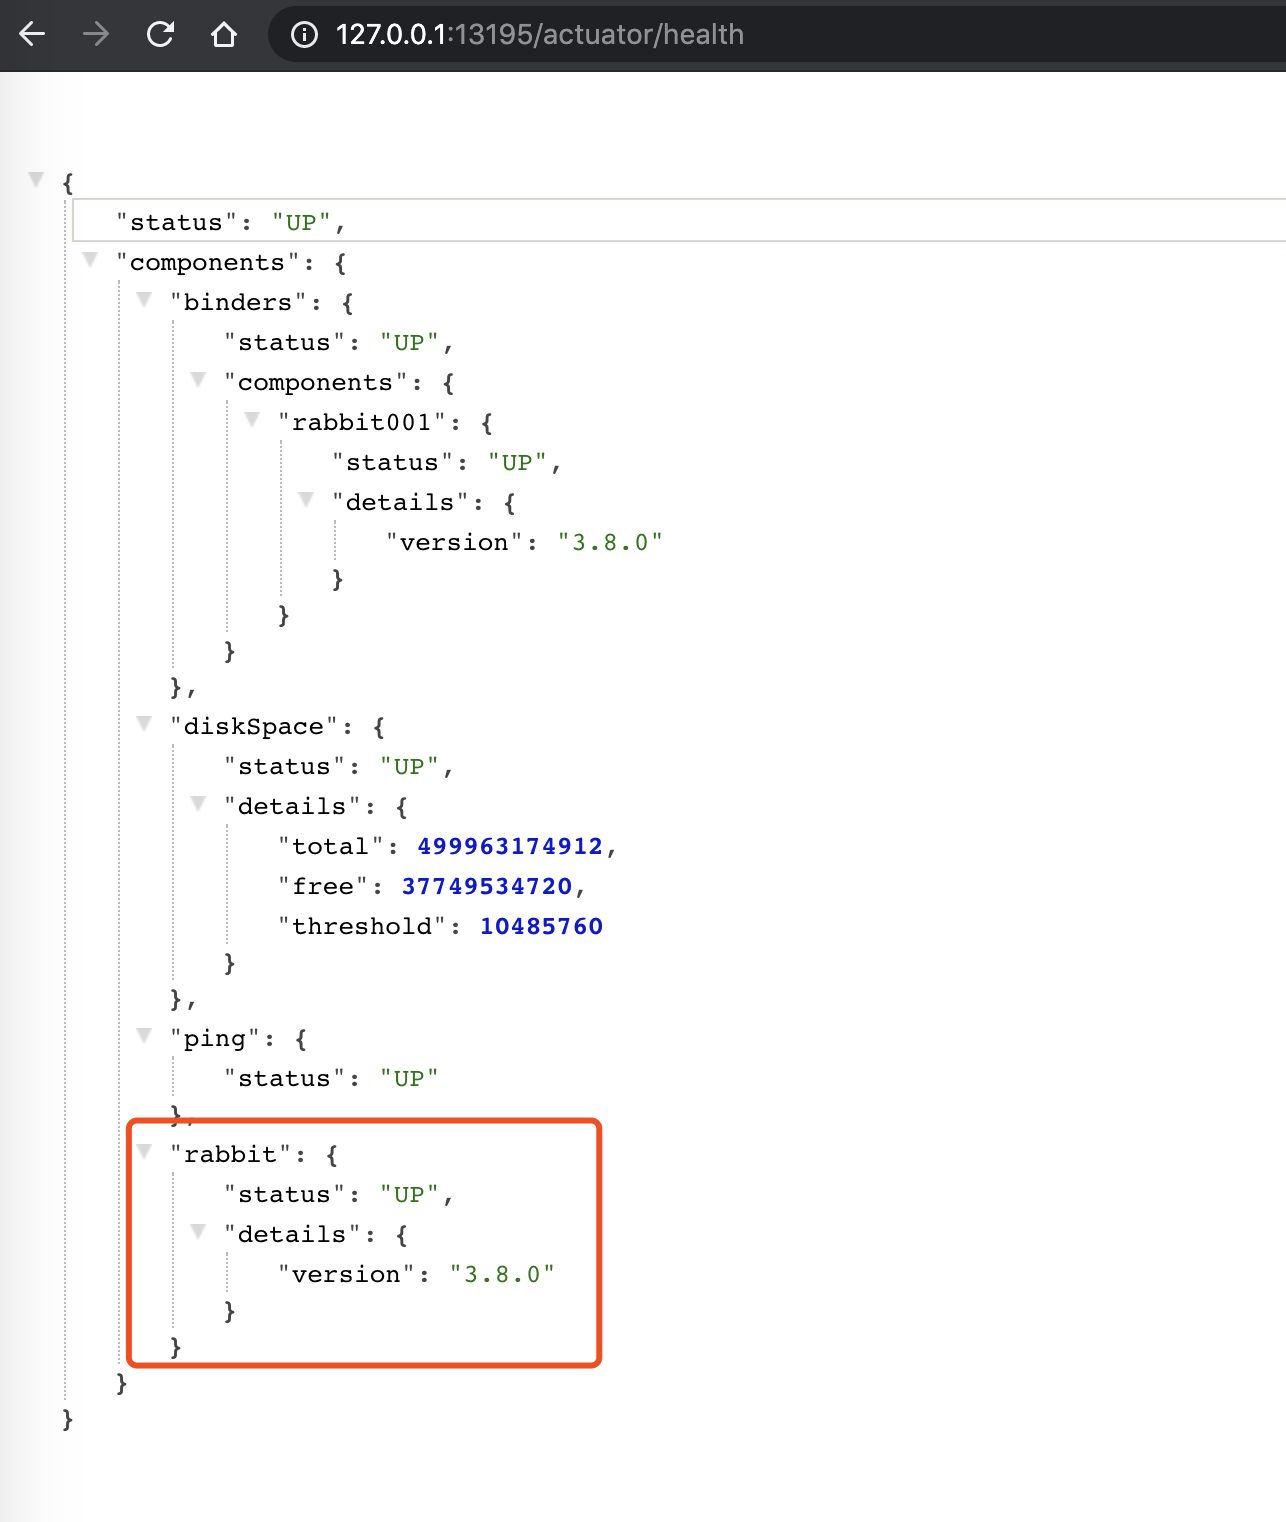 127.0.0.1:13195/actuator/health
{
"status": "UP",
"components": {
"binders": {
"status": "UP",
"components": {
"rabbit001": {
"status": "UP",
"details": {
"version": "3.8.0"
}
}
}
},
"diskSpace": {
"status": "UP",
"details": {
"total": 499963174912,
"free": 37749534720,
"threshold": 10485760
}
},
"ping": {
"status": "UP"
},
"rabbit": {
"status": "UP",
"details": {
"version": "3.8.0"
}
}
}
}